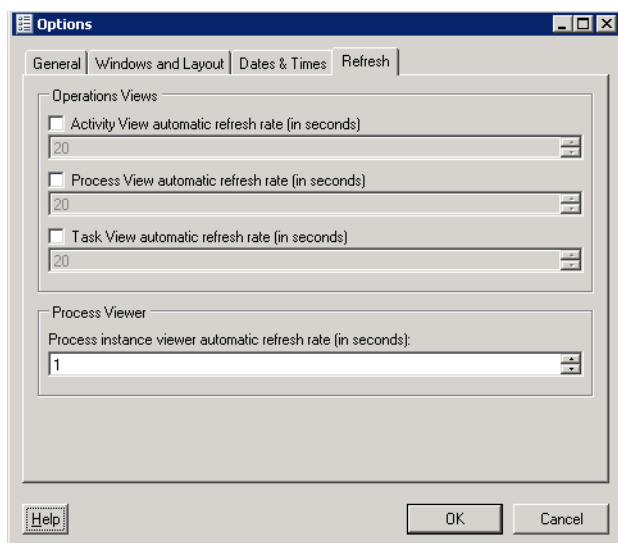 Options
General
Windows and Layout
Dates & Times
Refresh
Operations Views
Activity View automatic refresh rate (in seconds)
20
Process View automatic refresh rate (in seconds)
20
Task View automatic refresh rate (in seconds)
20
Process Viewer
Process instance viewer automatic refresh rate (in seconds):
1
Help
OK
Cancel